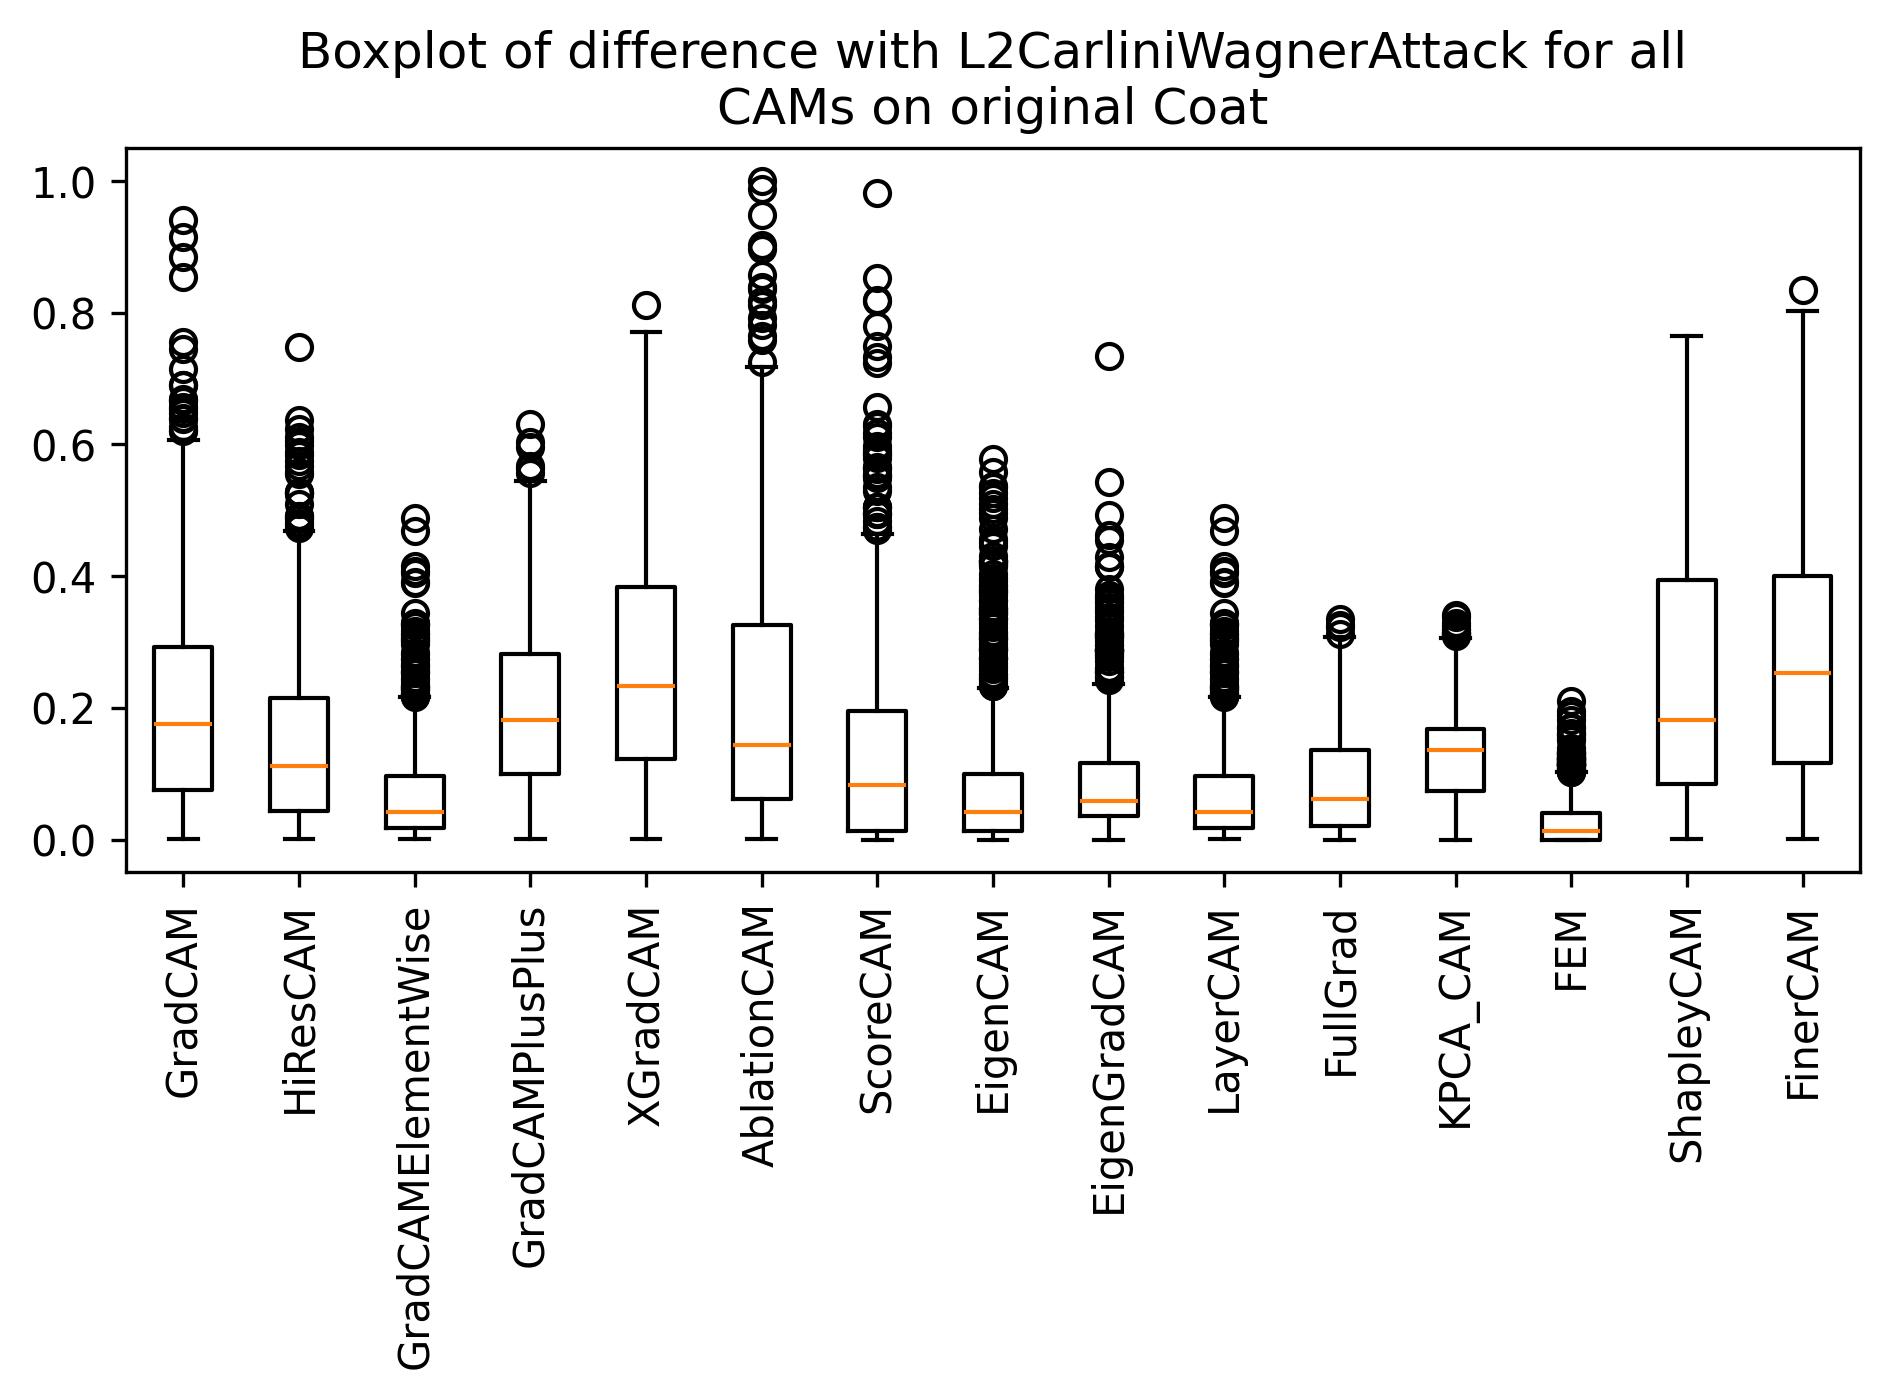 Boxplot of difference with L2CarliniWagnerAttack for all
CAMs on original Coat
1.0
0.8
0.6
0.4
0.2
0.0
GradCAM
HiResCAM
GradCAMElementWise
GradCAMPlusPlus
XGradCAM
AblationCAM
ScoreCAM
EigenCAM
EigenGradCAM
LayerCAM
FullGrad
KPCA_CAM
FEM
ShapleyCAM
FinerCAM